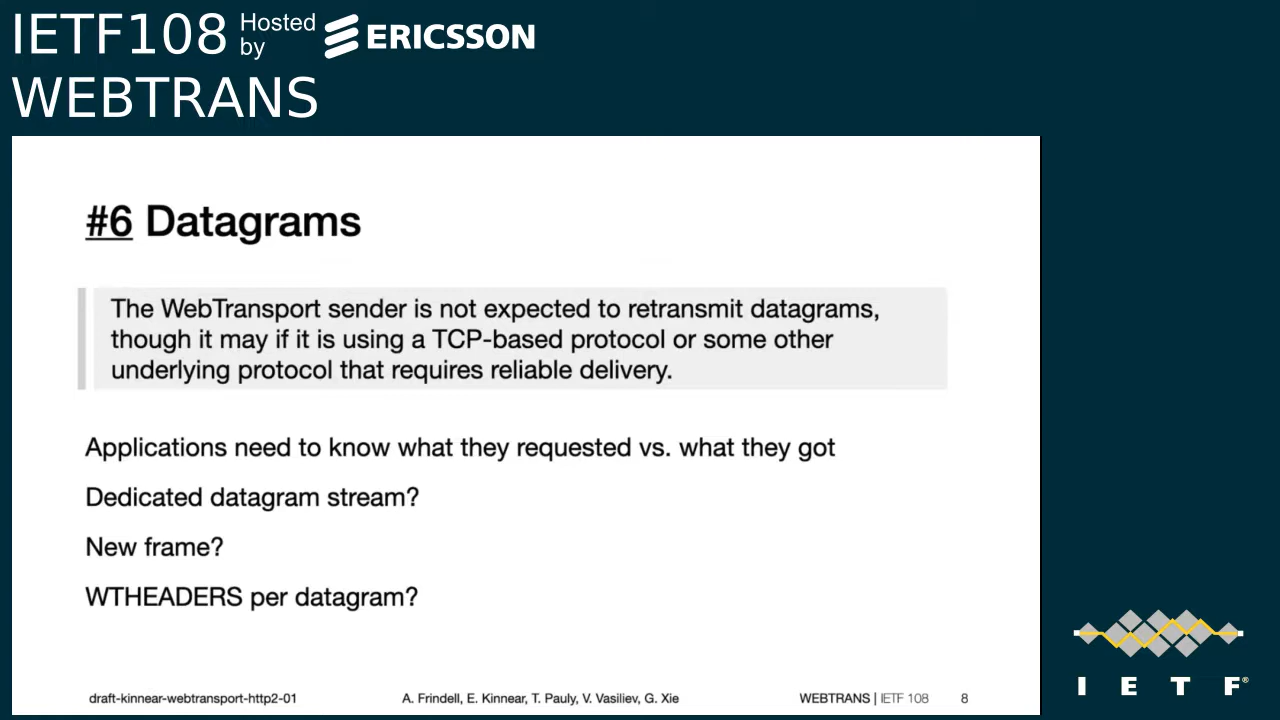 IETF108 Hosted by ERICSSON
WEBTRANS
#6 Datagrams
The WebTransport sender is not expected to retransmit datagrams,
though it may if it is using a TCP-based protocol or some other
underlying protocol that requires reliable delivery.
Applications need to know what they requested vs. what they got
Dedicated datagram stream?
New frame?
WTHEADERS per datagram?
draft-kinnear-webtransport-http2-01 A. Frindell, E. Kinnear, T. Pauly, V. Vasiliev, G. Xie WEBTRANS | IETF 108 8
I E T F®